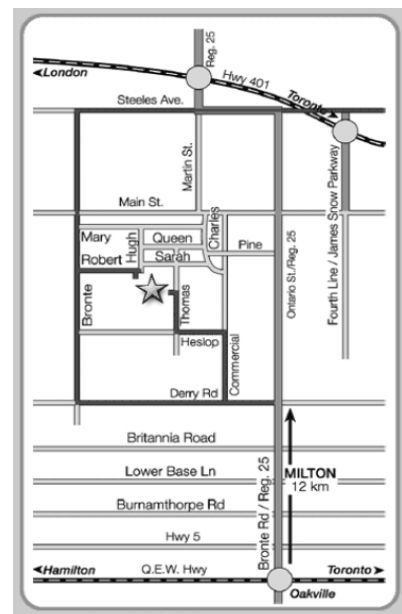 Reg. 25
London
Hwy 401
Steeles Ave.
Toronto
Martin St.
Fourth Line / James Snow Parkway
Main St.
Charles
Mary
Hugh
Queen
Pine
Ontario St./Reg. 25
Robert
Sarah
Bronte
Thomas
Heslop
Commercial
Derry Rd
Britannia Road
Lower Base Ln
MILTON
12 km
Burnamthorpe Rd
Bronte Rd / Reg. 25
Hwy 5
Hamilton
Q.E.W. Hwy
Toronto
Oakville